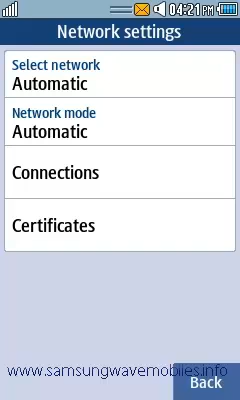 04:21 PM
Network settings
Select network
Automatic
Network mode
Automatic
Connections
Certificates
www.samsungwavemobiles.info
Back